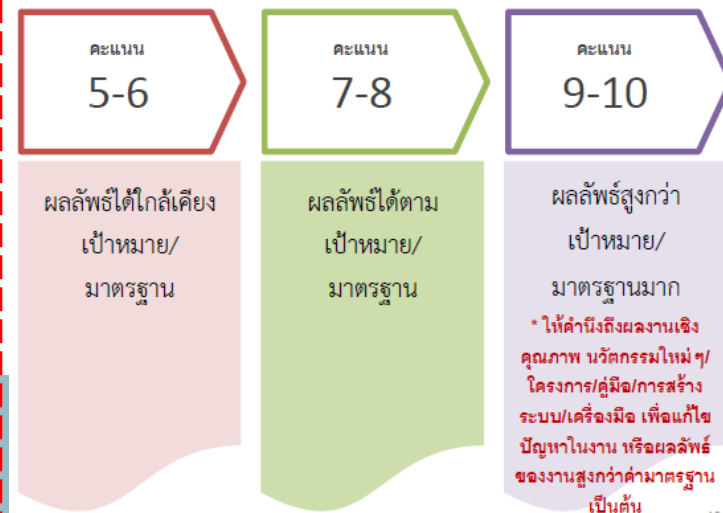 คะแนน
5-6
ผลลัพธ์ได้ใกล้เคียง
เป้าหมาย/
มาตรฐาน
คะแนน
7-8
ผลลัพธ์ได้ตาม
เป้าหมาย/
มาตรฐาน
คะแนน
9-10
ผลลัพธ์สูงกว่า
เป้าหมาย/
มาตรฐานมาก
* ให้คำนึงถึงผลงานเชิง
คุณภาพ นวัตกรรมใหม่ ๆ/
โครงการ/คู่มือ/การสร้าง
ระบบ/เครื่องมือ เพื่อแก้ไข
ปัญหาในงาน หรือผลลัพธ์
ของงานสูงกว่าค่ามาตรฐาน
เป็นต้น